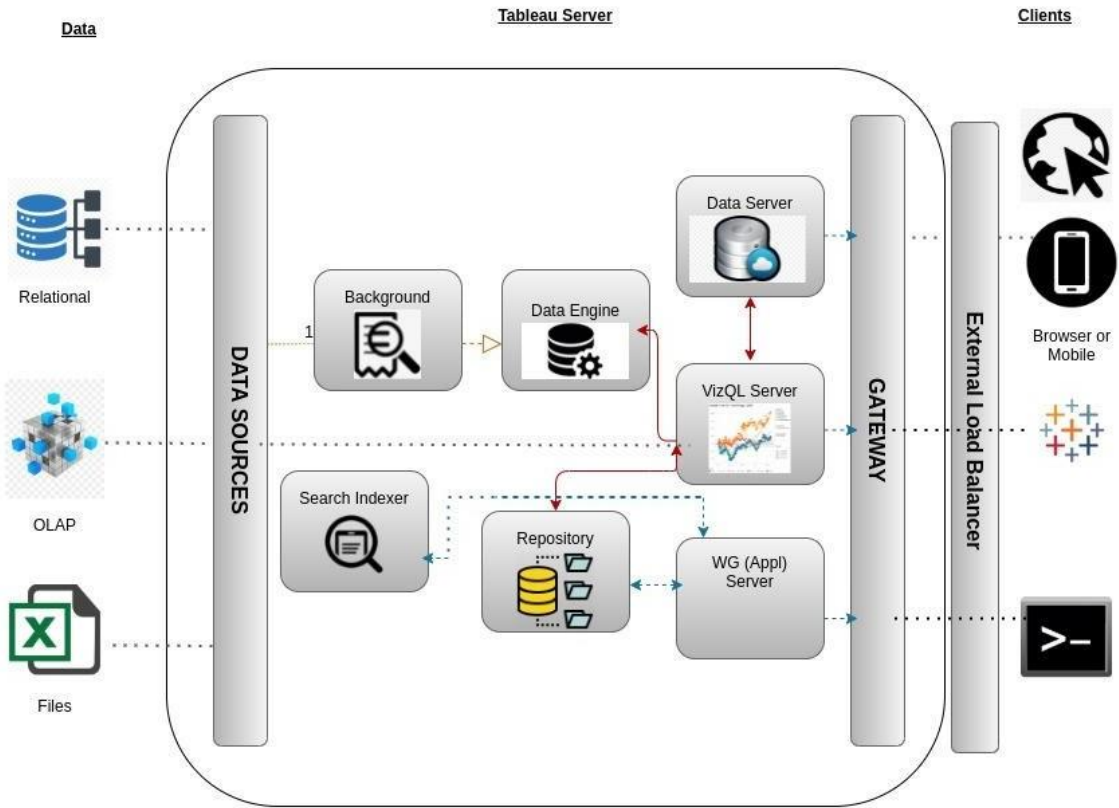 Data
Tableau Server
Clients
Relational
OLAP
Files
DATA SOURCES
1
Background
Data Engine
Data Server
VizQL Server
Search Indexer
Repository
WG (Appl)
Server
GATEWAY
External Load Balancer
Browser or
Mobile
X
>–